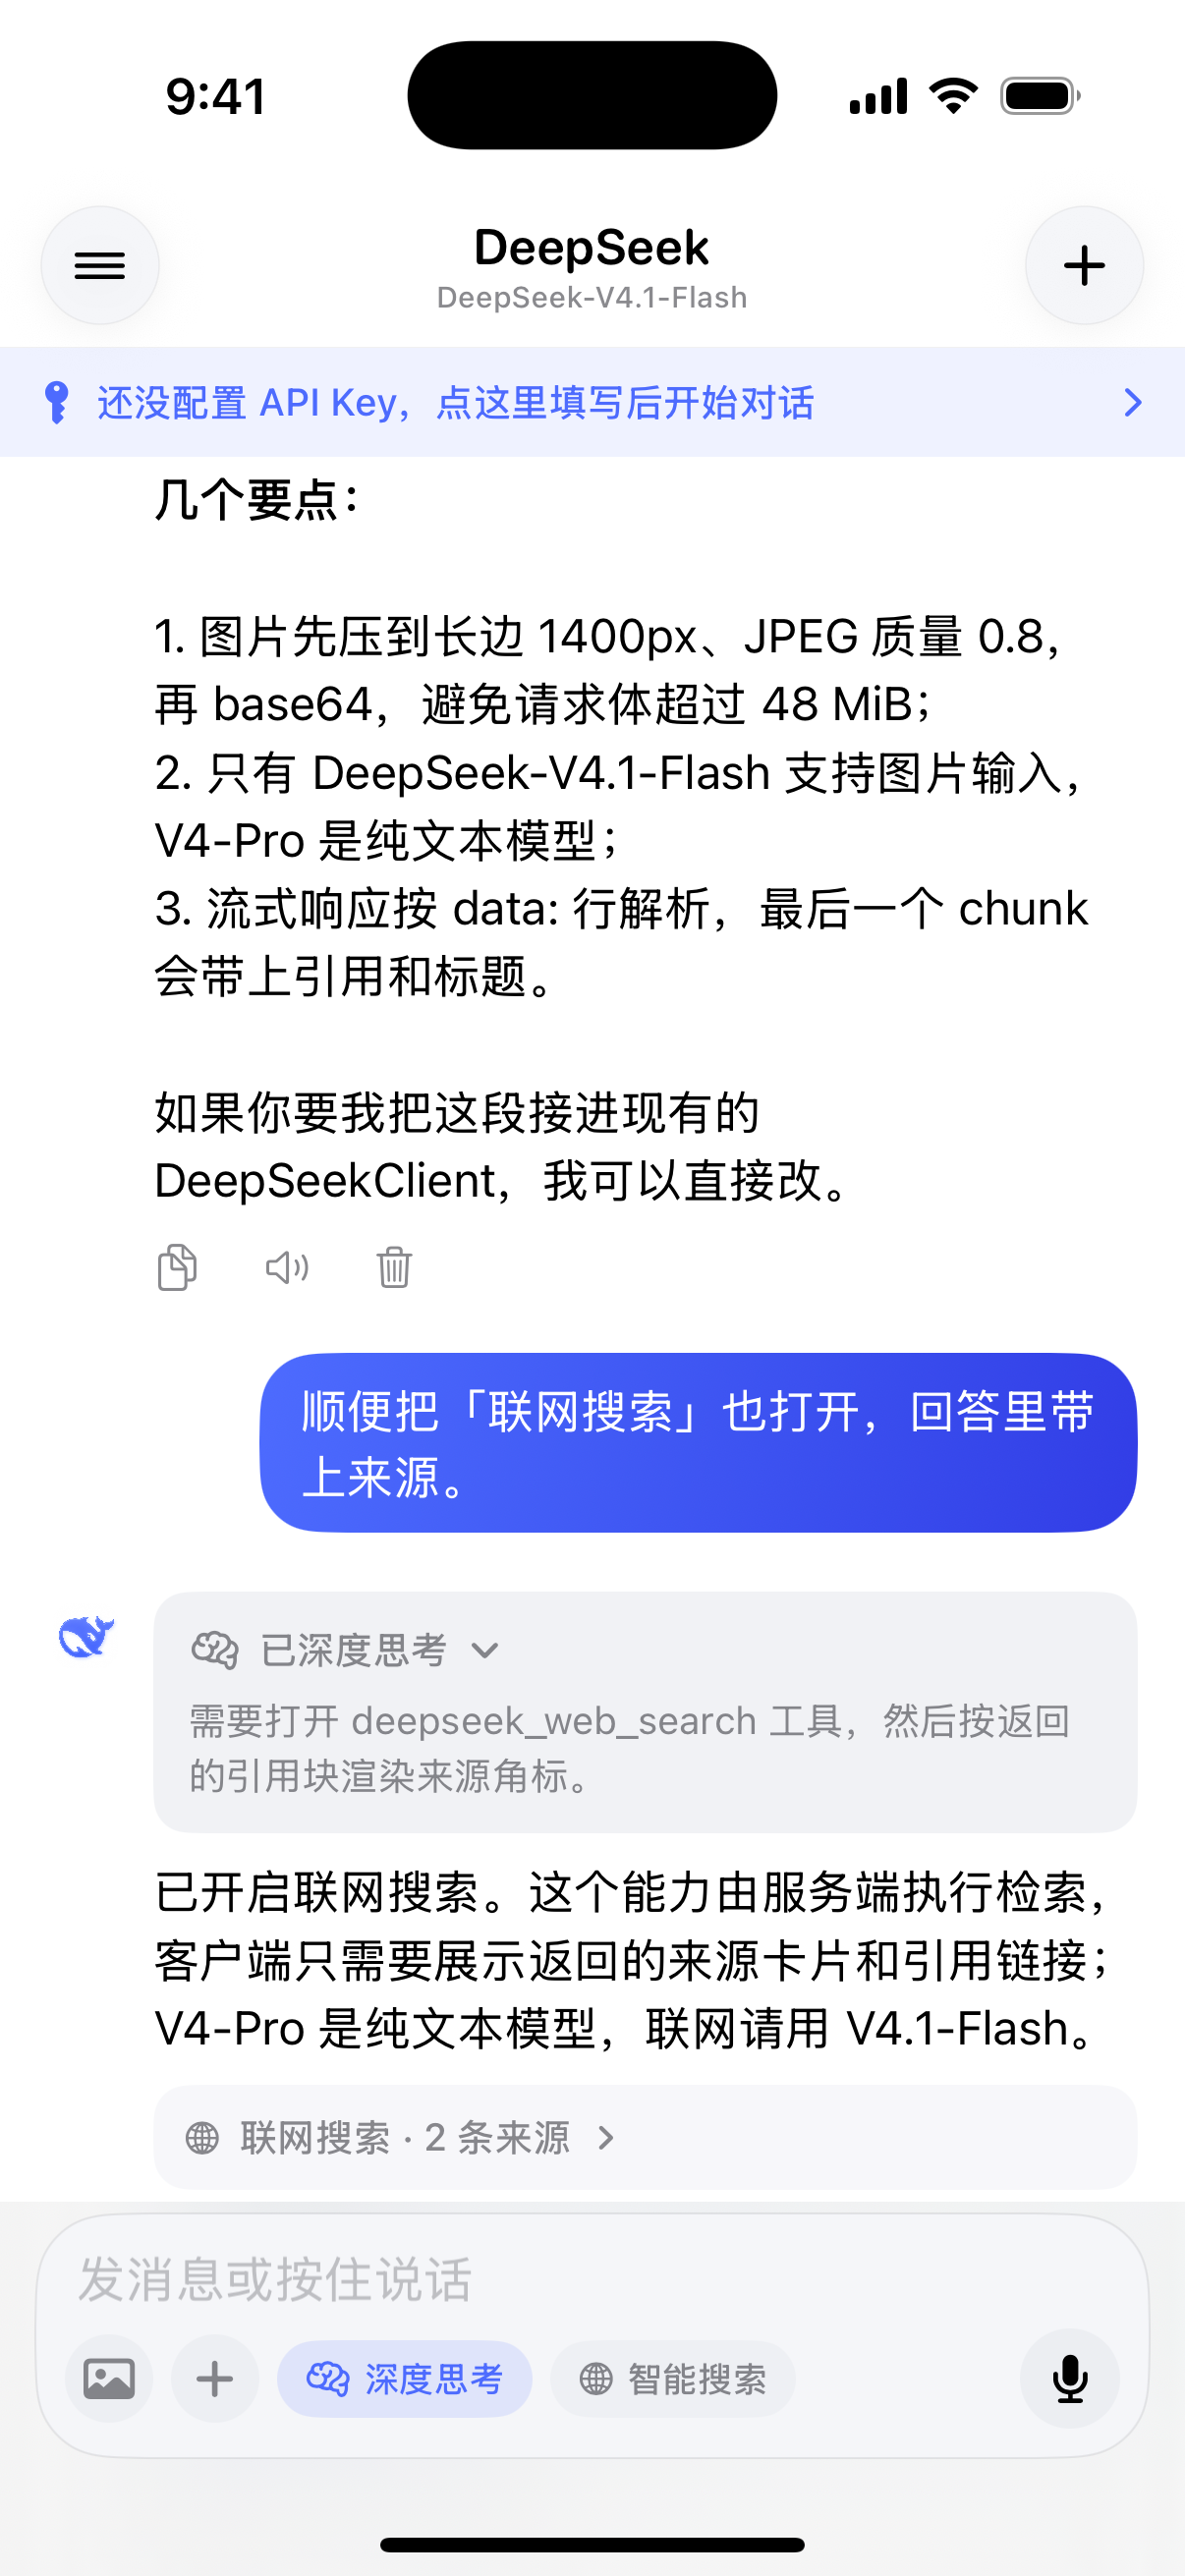 9:41
DeepSeek
DeepSeek-V4.1-Flash
还没配置 API Key，点这里填写后开始对话
几个要点：
1. 图片先压到长边 1400px、JPEG 质量 0.8，
再 base64，避免请求体超过 48 MiB；
2. 只有 DeepSeek-V4.1-Flash 支持图片输入，
V4-Pro 是纯文本模型；
3. 流式响应按 data: 行解析，最后一个 chunk
会带上引用和标题。
如果你要我把这段接进现有的
DeepSeekClient，我可以直接改。
顺便把「联网搜索」也打开，回答里带
上来源。
已深度思考
需要打开 deepseek_web_search 工具，然后按返回
的引用块渲染来源角标。
已开启联网搜索。这个能力由服务端执行检索，
客户端只需要展示返回的来源卡片和引用链接；
V4-Pro 是纯文本模型，联网请用 V4.1-Flash。
联网搜索 · 2 条来源
发消息或按住说话
深度思考
智能搜索